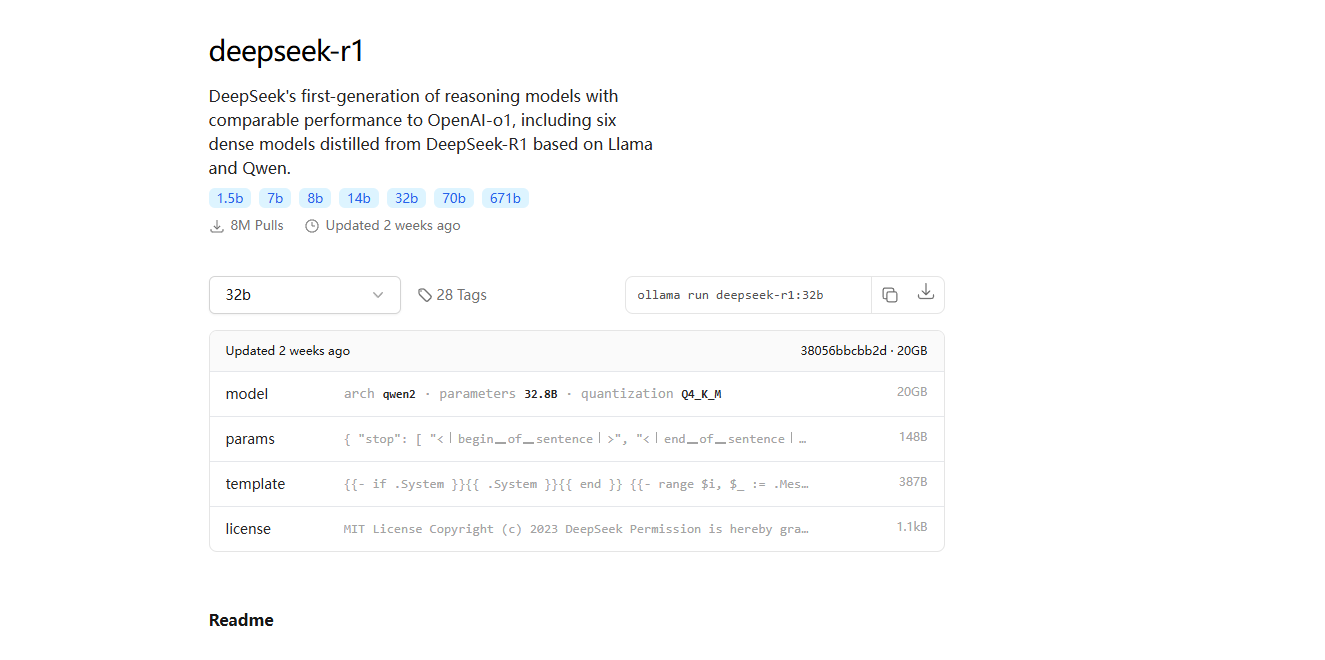 deepseek-r1
DeepSeek's first-generation of reasoning models with
comparable performance to OpenAI-o1, including six
dense models distilled from DeepSeek-R1 based on Llama
and Qwen.
1.5b 7b 8b 14b 32b 70b 671b
8M Pulls Updated 2 weeks ago
32b 28 Tags ollama run deepseek-r1:32b
Updated 2 weeks ago 38056bbcbb2d · 20GB
model arch qwen2 · parameters 32.8B · quantization Q4_K_M 20GB
params { "stop": [ "<｜begin▁of▁sentence｜>", "<｜end▁of▁sentence｜… 148B
template {{- if .System }}{{ .System }}{{ end }} {{- range $i, $_ := .Mes… 387B
license MIT License Copyright (c) 2023 DeepSeek Permission is hereby gra… 1.1kB
Readme